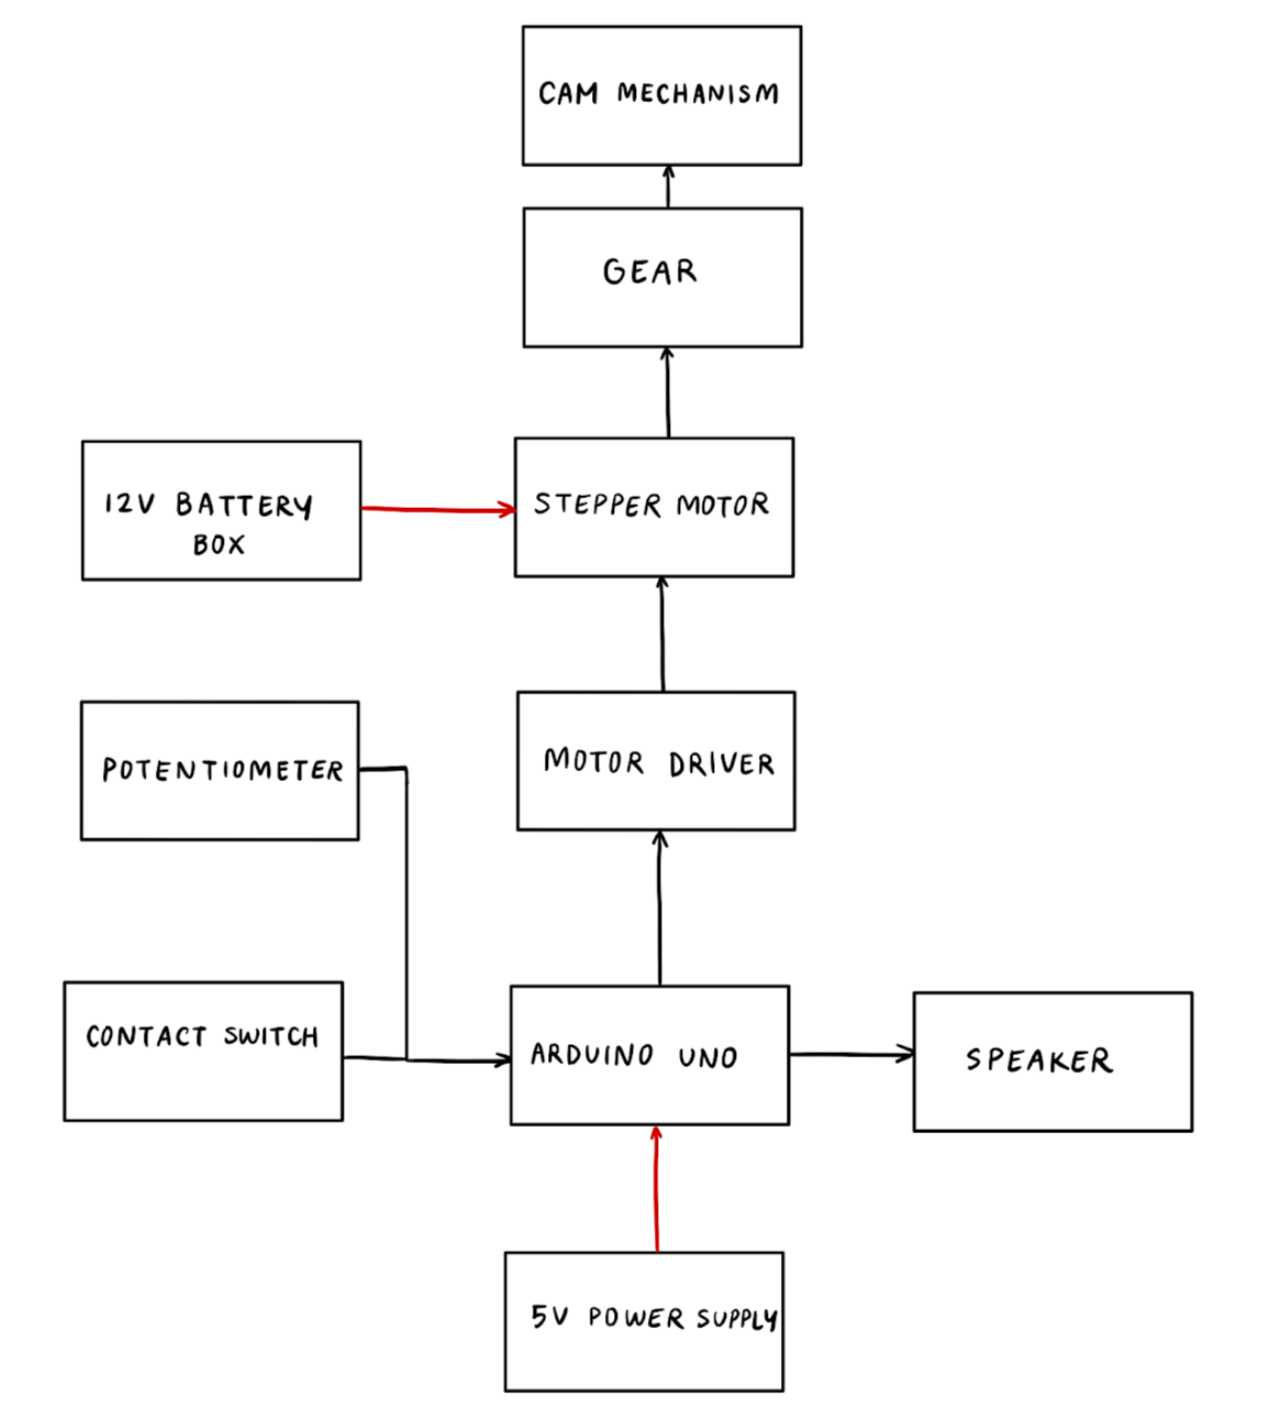 CAM MECHANISM
GEAR
12V BATTERY
BOX
STEPPER MOTOR
POTENTIOMETER
MOTOR DRIVER
CONTACT SWITCH
ARDUINO UNO
SPEAKER
5V POWER SUPPLY